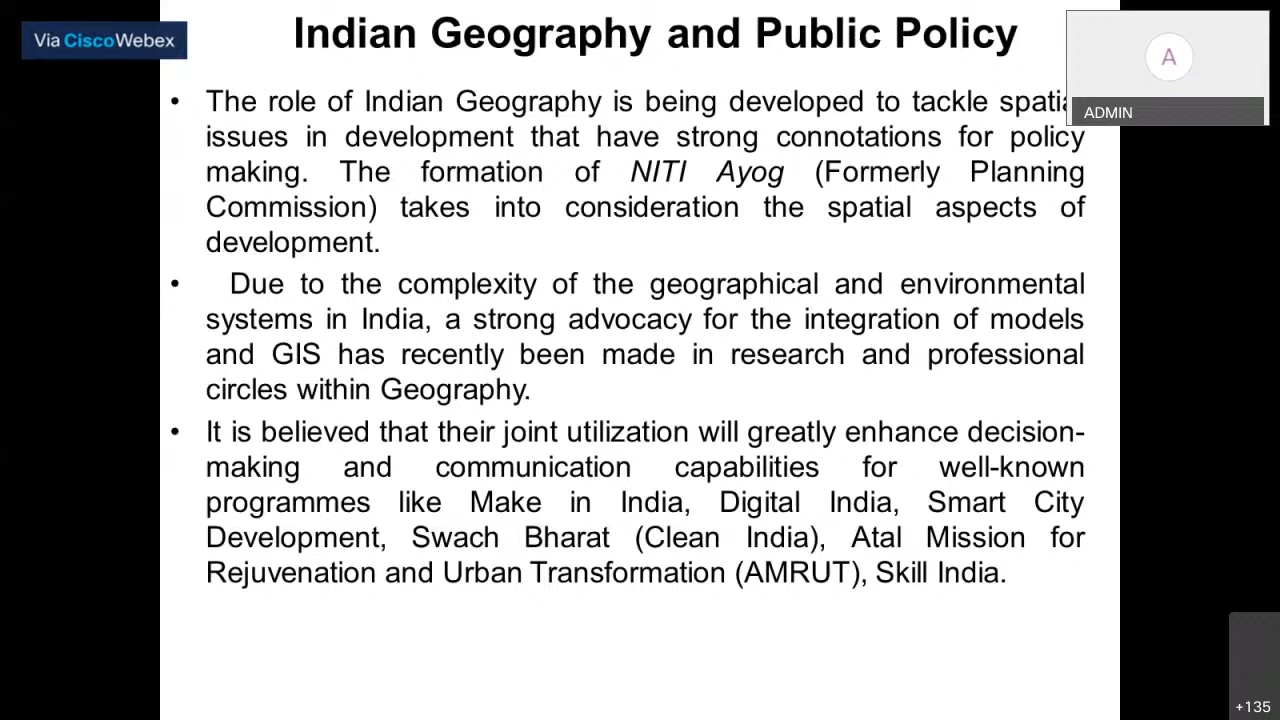 Via CiscoWebex
Indian Geography and Public Policy
A
ADMIN
• The role of Indian Geography is being developed to tackle
issues in development that have strong connotations for policy
making. The formation of NITI Ayog (Formerly Planning
Commission) takes into consideration the spatial aspects of
development.
• Due to the complexity of the geographical and environmental
systems in India, a strong advocacy for the integration of models
and GIS has recently been made in research and professional
circles within Geography.
• It is believed that their joint utilization will greatly enhance decision-
making and communication capabilities for well-known
programmes like Make in India, Digital India, Smart City
Development, Swach Bharat (Clean India), Atal Mission for
Rejuvenation and Urban Transformation (AMRUT), Skill India.
+135